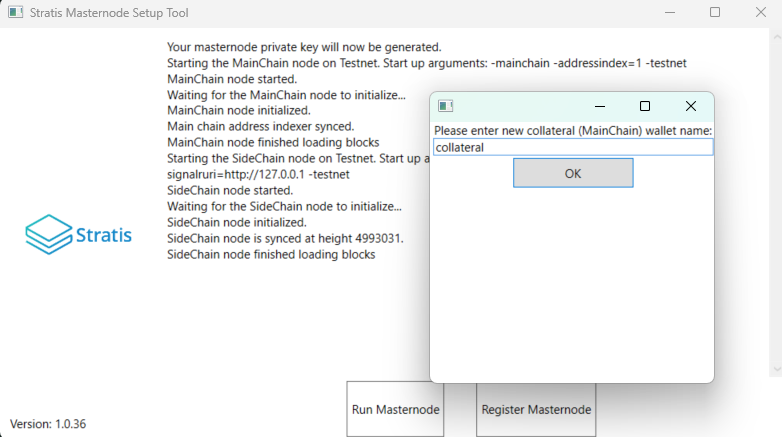 Stratis Masternode Setup Tool
Your masternode private key will now be generated.
Starting the MainChain node on Testnet. Start up arguments: -mainchain -addressindex=1 -testnet
MainChain node started.
Waiting for the MainChain node to initialize...
MainChain node initialized.
Main chain address indexer synced.
MainChain node finished loading blocks
Starting the SideChain node on Testnet. Start up a
signalruri=http://127.0.0.1 -testnet
SideChain node started.
Waiting for the SideChain node to initialize...
SideChain node initialized.
SideChain node is synced at height 4993031.
SideChain node finished loading blocks
Please enter new collateral (MainChain) wallet name:
collateral
OK
Stratis
Run Masternode
Register Masternode
Version: 1.0.36